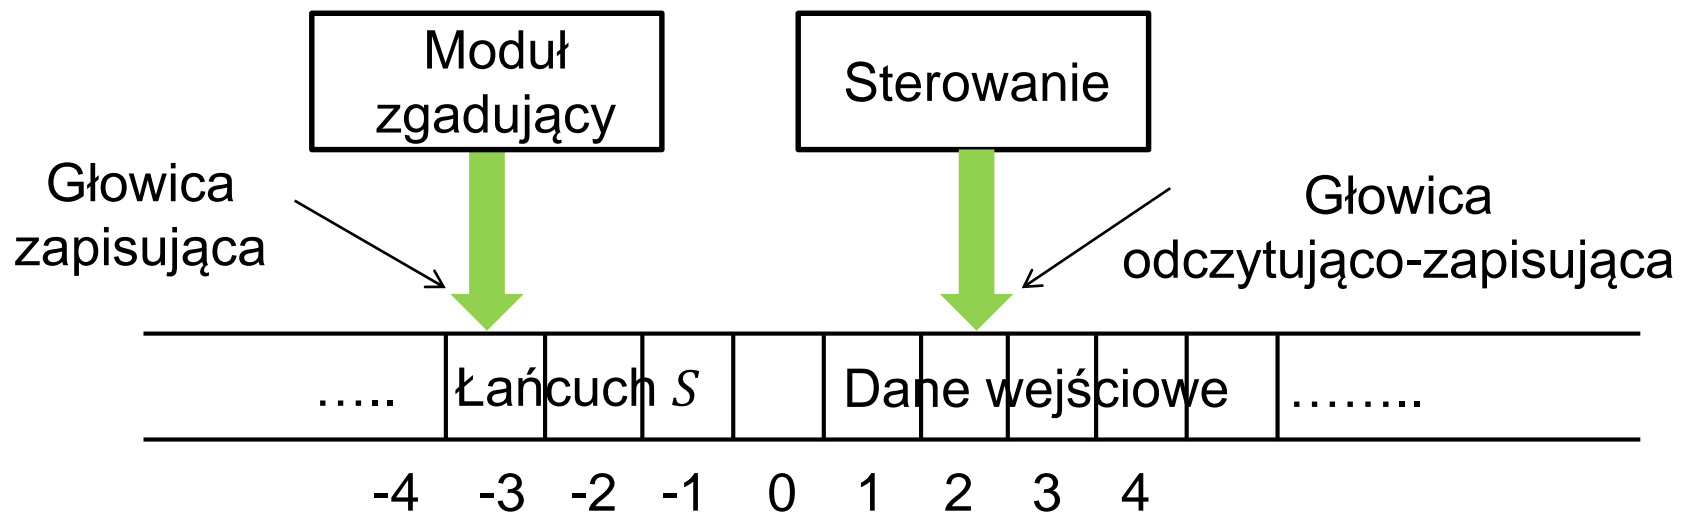 Moduł
zgadujący
Sterowanie
Głowica
zapisująca
Głowica
odczytująco-zapisująca
….. Łańcuch S Dane wejściowe ……..
-4 -3 -2 -1 0 1 2 3 4